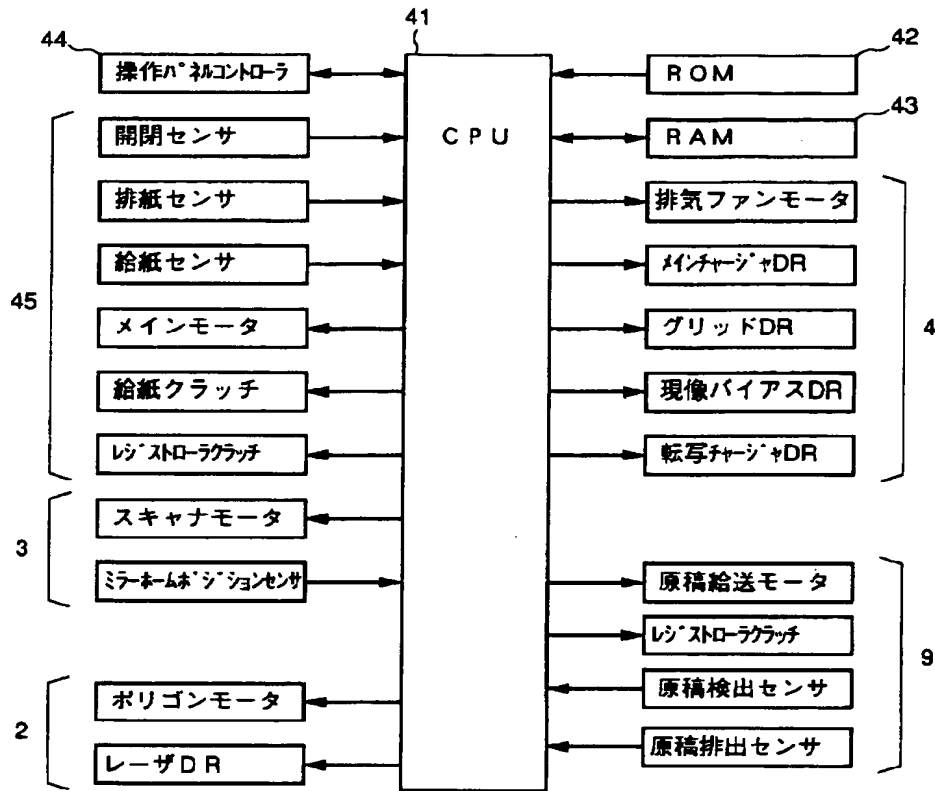 44
41
42
操作パネルコントローラ
ROM
43
開閉センサ
CPU
RAM
排紙センサ
排気ファンモータ
給紙センサ
メインチャージャDR
45
メインモータ
グリッドDR
4
給紙クラッチ
現像バイアスDR
レジストローラクラッチ
転写チャージャDR
スキャナモータ
3
ミラーホームポジションセンサ
原稿給送モータ
レジストローラクラッチ
9
ポリゴンモータ
原稿検出センサ
2
レーザDR
原稿排出センサ